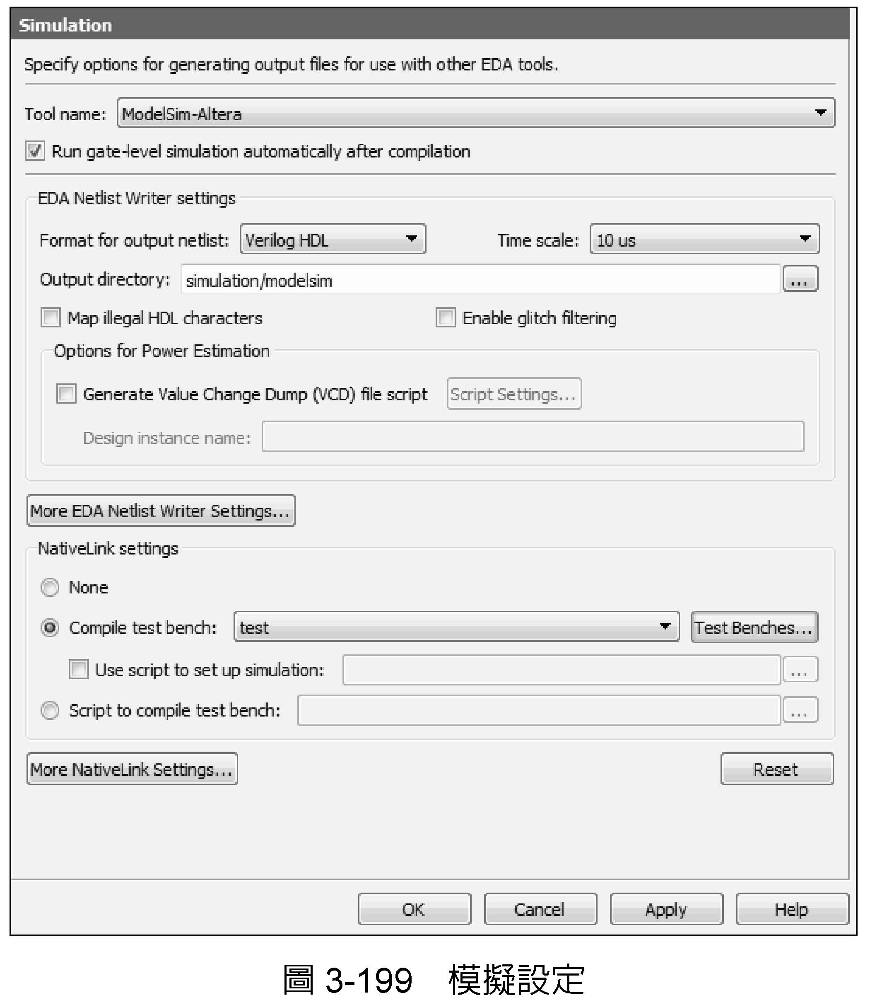 Simulation
Specify options for generating output files for use with other EDA tools.
Tool name: ModelSim-Altera
Run gate-level simulation automatically after compilation
EDA Netlist Writer settings
Format for output netlist: Verilog HDL Time scale: 10 us
Output directory: simulation/modelsim ...
Map illegal HDL characters Enable glitch filtering
Options for Power Estimation
Generate Value Change Dump (VCD) file script Script Settings...
Design instance name:
More EDA Netlist Writer Settings...
NativeLink settings
None
Compile test bench: test Test Benches...
Use script to set up simulation: ...
Script to compile test bench: ...
More NativeLink Settings... Reset
OK Cancel Apply Help
圖 3-199 模擬設定